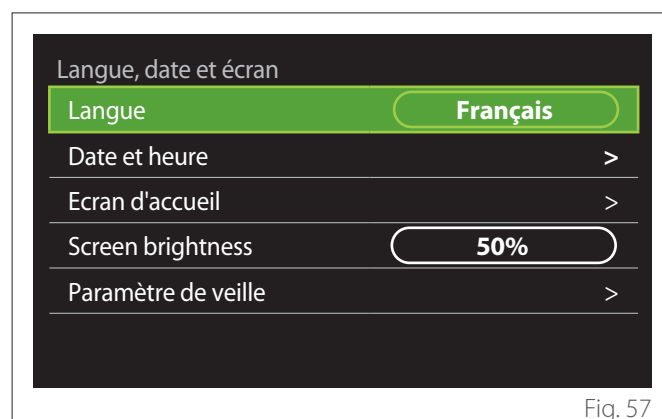 Langue, date et écran
Langue Français
Date et heure >
Ecran d'accueil >
Screen brightness 50%
Paramètre de veille >
Fig. 57